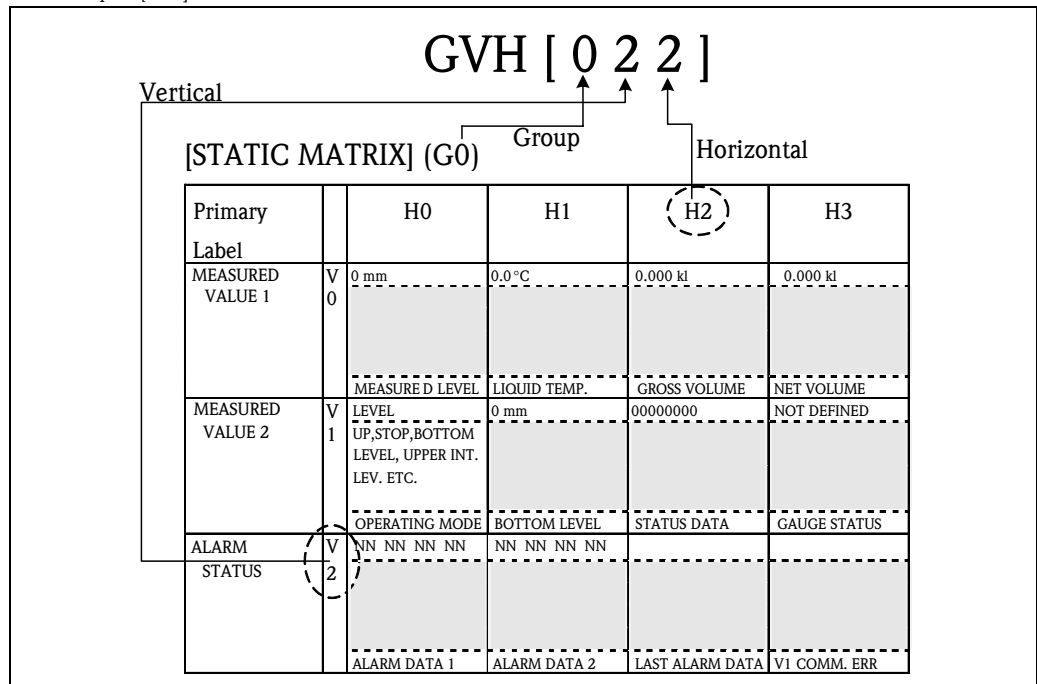 GVH [ 0 2 2 ]
Vertical
Group
Horizontal
[STATIC MATRIX] (G0)
Primary
Label
H0
H1
H2
H3
MEASURED
VALUE 1
V
0
0 mm
0.0°C
0.000 kl
0.000 kl
MEASURE D LEVEL
LIQUID TEMP.
GROSS VOLUME
NET VOLUME
MEASURED
VALUE 2
V
1
LEVEL
0 mm
00000000
NOT DEFINED
UP,STOP,BOTTOM
LEVEL, UPPER INT.
LEV. ETC.
OPERATING MODE
BOTTOM LEVEL
STATUS DATA
GAUGE STATUS
ALARM
STATUS
V
2
NN NN NN NN
NN NN NN NN
ALARM DATA 1
ALARM DATA 2
LAST ALARM DATA
V1 COMM. ERR